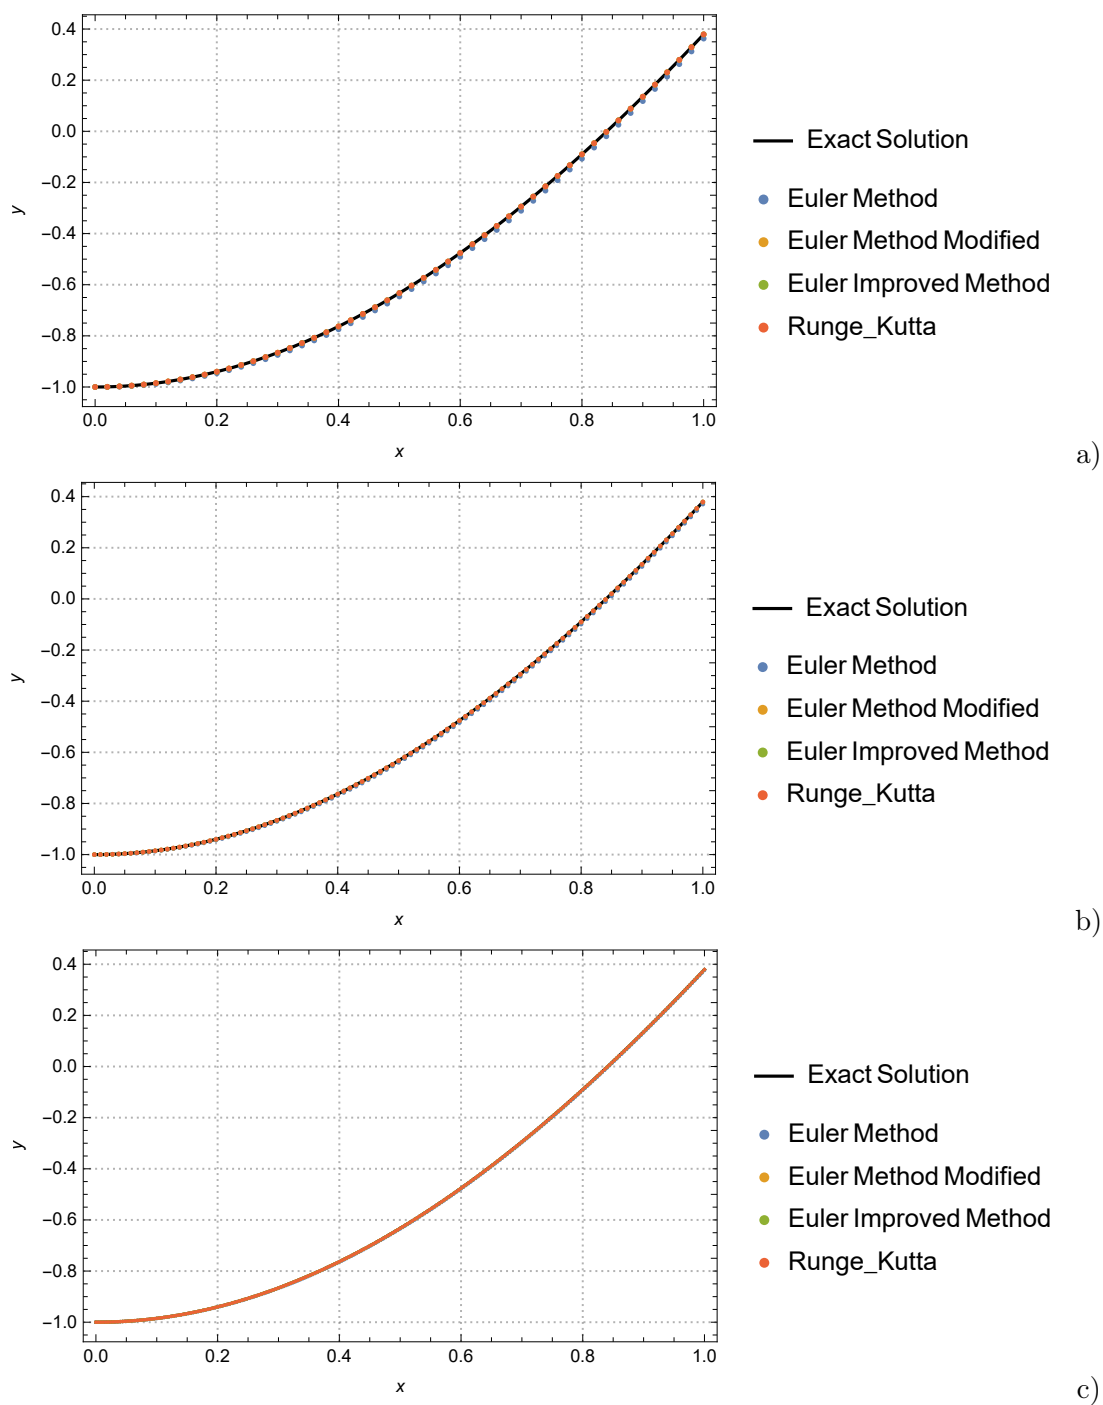 0.4
0.2
0.0
−0.2
−0.4
−0.6
−0.8
−1.0
y
0.0 0.2 0.4 0.6 0.8 1.0
x
Exact Solution
Euler Method
Euler Method Modified
Euler Improved Method
Runge_Kutta
a)
0.4
0.2
0.0
−0.2
−0.4
−0.6
−0.8
−1.0
y
0.0 0.2 0.4 0.6 0.8 1.0
x
Exact Solution
Euler Method
Euler Method Modified
Euler Improved Method
Runge_Kutta
b)
0.4
0.2
0.0
−0.2
−0.4
−0.6
−0.8
−1.0
y
0.0 0.2 0.4 0.6 0.8 1.0
x
Exact Solution
Euler Method
Euler Method Modified
Euler Improved Method
Runge_Kutta
c)